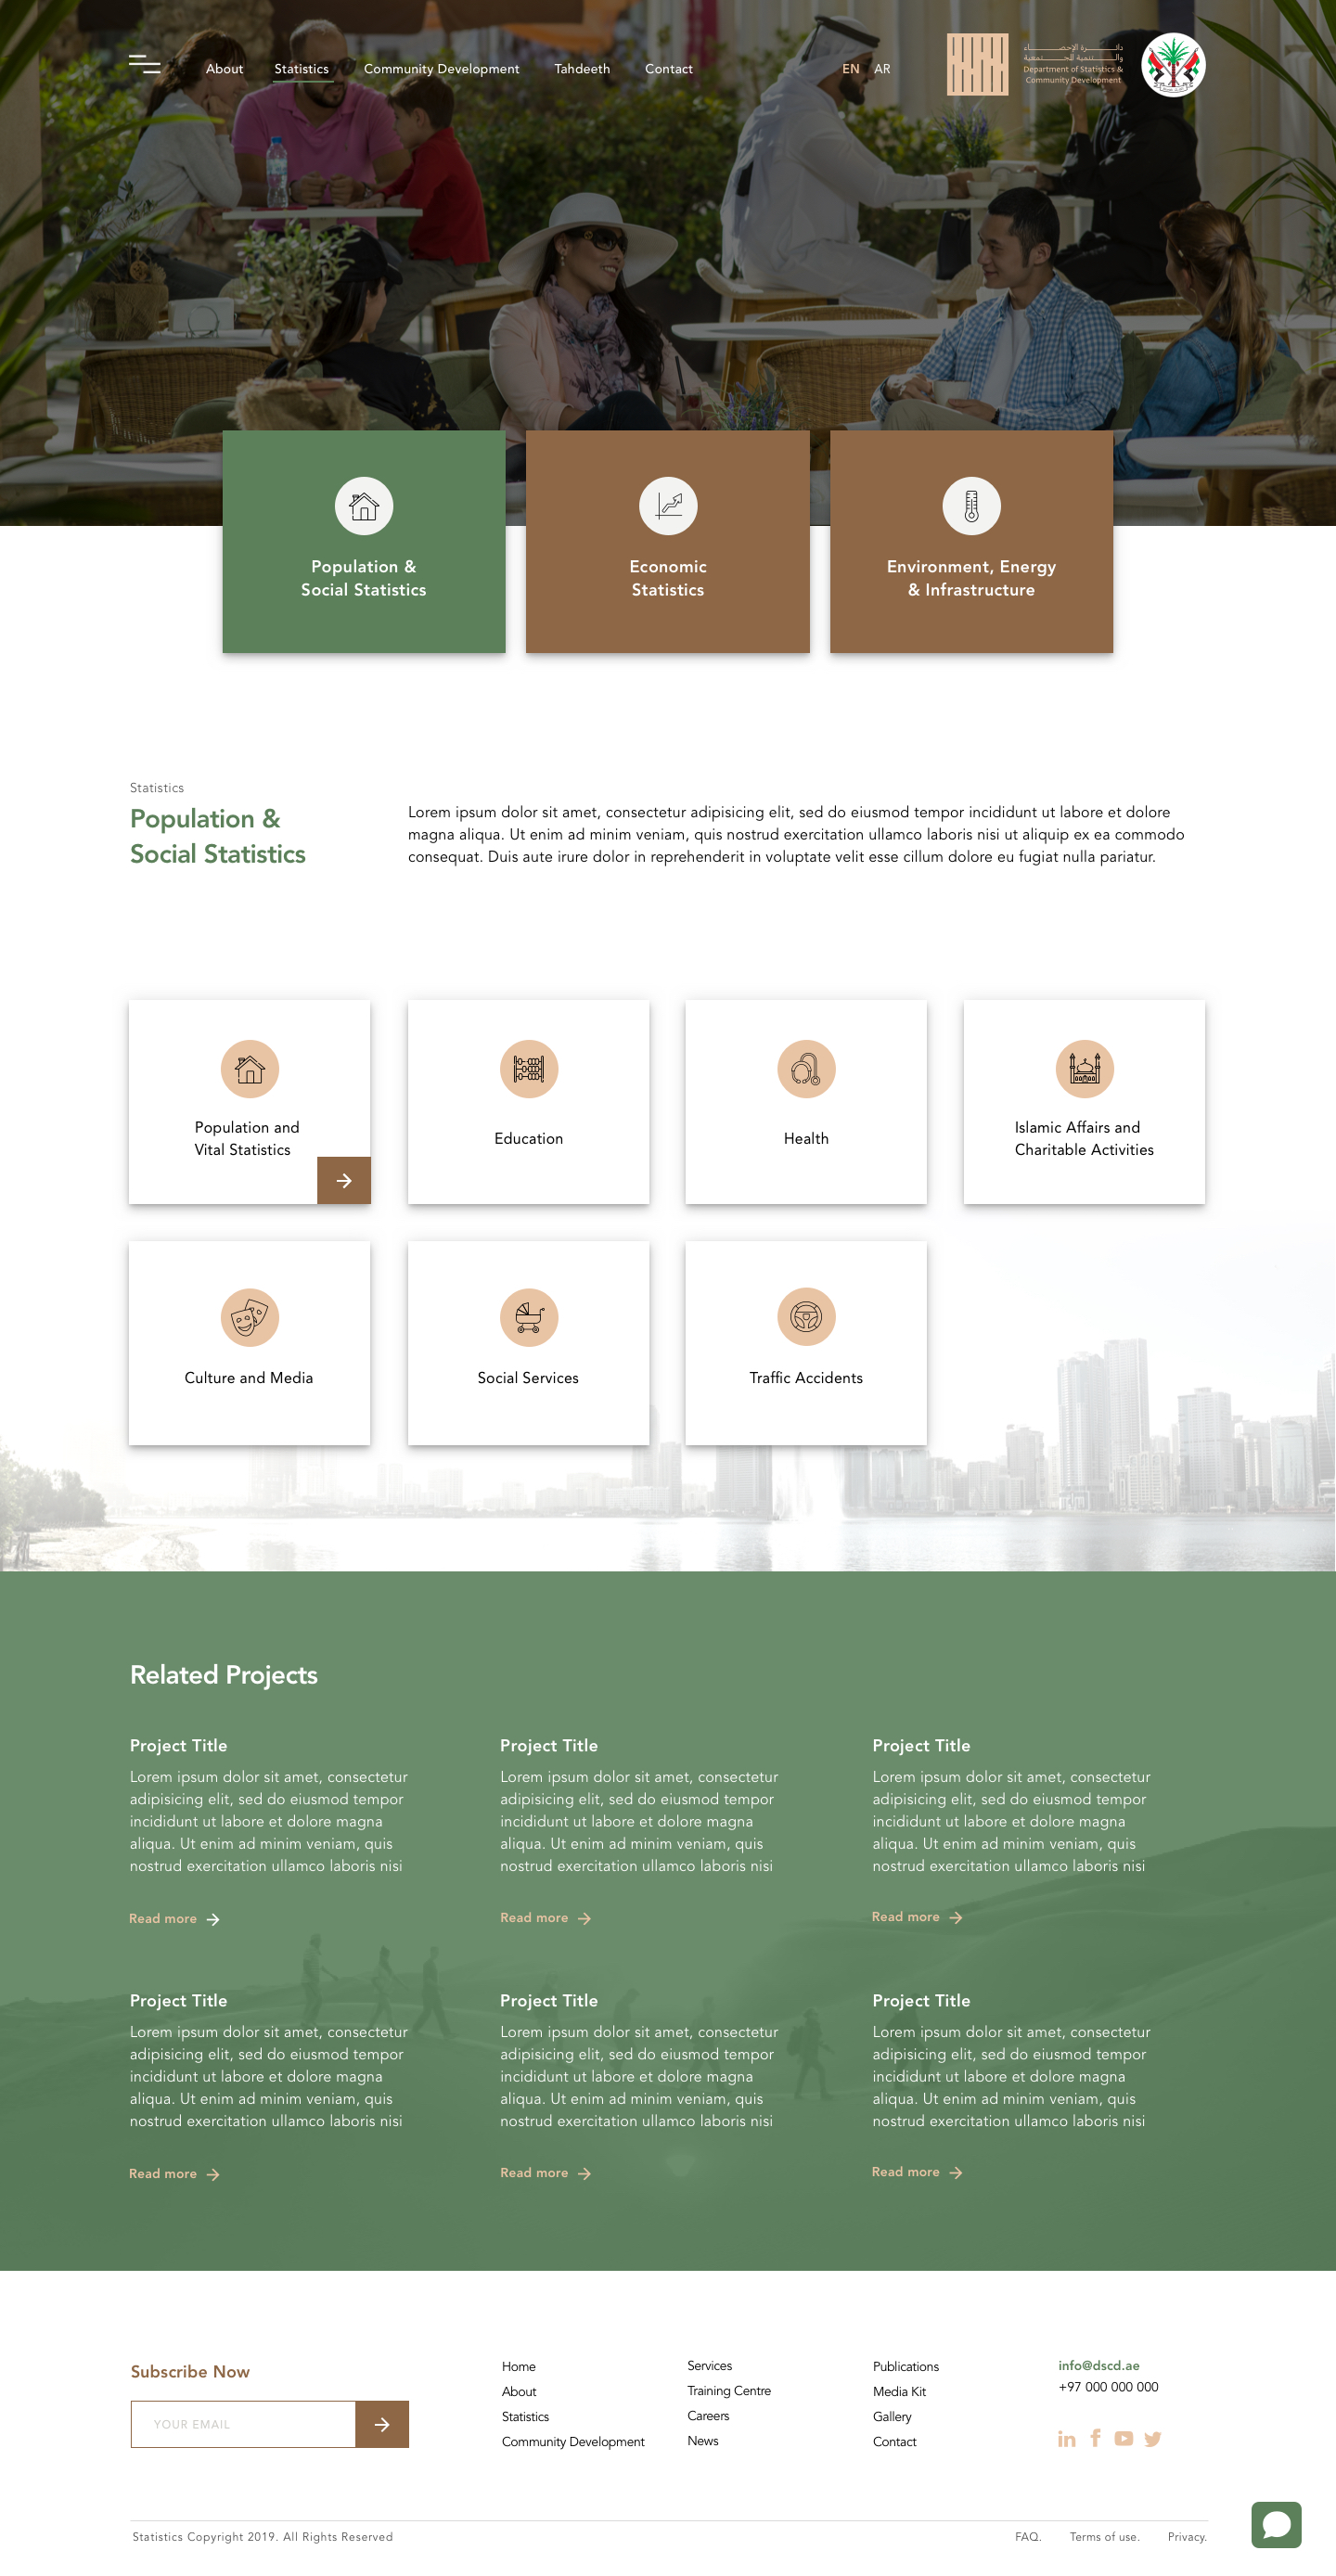 About
Statistics
Community Development
Tahdeeth
Contact
EN
AR
دائـرة الإحصـاء
والتنمية المجتمعية
Department of Statistics &
Community Development
Population &
Social Statistics
Economic
Statistics
Environment, Energy
& Infrastructure
Statistics
Population &
Social Statistics
Lorem ipsum dolor sit amet, consectetur adipisicing elit, sed do eiusmod tempor incididunt ut labore et dolore
magna aliqua. Ut enim ad minim veniam, quis nostrud exercitation ullamco laboris nisi ut aliquip ex ea commodo
consequat. Duis aute irure dolor in reprehenderit in voluptate velit esse cillum dolore eu fugiat nulla pariatur.
Population and
Vital Statistics
Education
Health
Islamic Affairs and
Charitable Activities
Culture and Media
Social Services
Traffic Accidents
Related Projects
Project Title
Lorem ipsum dolor sit amet, consectetur
adipisicing elit, sed do eiusmod tempor
incididunt ut labore et dolore magna
aliqua. Ut enim ad minim veniam, quis
nostrud exercitation ullamco laboris nisi
Read more
Project Title
Lorem ipsum dolor sit amet, consectetur
adipisicing elit, sed do eiusmod tempor
incididunt ut labore et dolore magna
aliqua. Ut enim ad minim veniam, quis
nostrud exercitation ullamco laboris nisi
Read more
Project Title
Lorem ipsum dolor sit amet, consectetur
adipisicing elit, sed do eiusmod tempor
incididunt ut labore et dolore magna
aliqua. Ut enim ad minim veniam, quis
nostrud exercitation ullamco laboris nisi
Read more
Project Title
Lorem ipsum dolor sit amet, consectetur
adipisicing elit, sed do eiusmod tempor
incididunt ut labore et dolore magna
aliqua. Ut enim ad minim veniam, quis
nostrud exercitation ullamco laboris nisi
Read more
Project Title
Lorem ipsum dolor sit amet, consectetur
adipisicing elit, sed do eiusmod tempor
incididunt ut labore et dolore magna
aliqua. Ut enim ad minim veniam, quis
nostrud exercitation ullamco laboris nisi
Read more
Project Title
Lorem ipsum dolor sit amet, consectetur
adipisicing elit, sed do eiusmod tempor
incididunt ut labore et dolore magna
aliqua. Ut enim ad minim veniam, quis
nostrud exercitation ullamco laboris nisi
Read more
Subscribe Now
YOUR EMAIL
Home
About
Statistics
Community Development
Services
Training Centre
Careers
News
Publications
Media Kit
Gallery
Contact
info@dscd.ae
+97 000 000 000
Statistics Copyright 2019. All Rights Reserved
FAQ.
Terms of use.
Privacy.